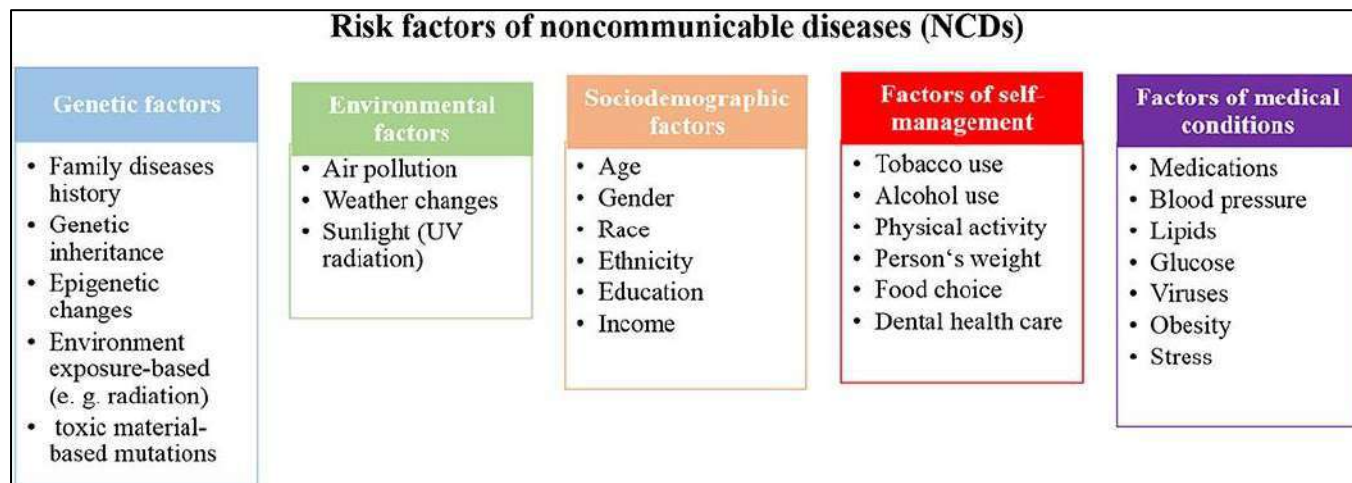 Risk factors of noncommunicable diseases (NCDs)
Genetic factors
• Family diseases
history
• Genetic
inheritance
• Epigenetic
changes
• Environment
exposure-based
(e. g. radiation)
• toxic material-
based mutations
Environmental
factors
• Air pollution
• Weather changes
• Sunlight (UV
radiation)
Sociodemographic
factors
• Age
• Gender
• Race
• Ethnicity
• Education
• Income
Factors of self-
management
• Tobacco use
• Alcohol use
• Physical activity
• Person‘s weight
• Food choice
• Dental health care
Factors of medical
conditions
• Medications
• Blood pressure
• Lipids
• Glucose
• Viruses
• Obesity
• Stress